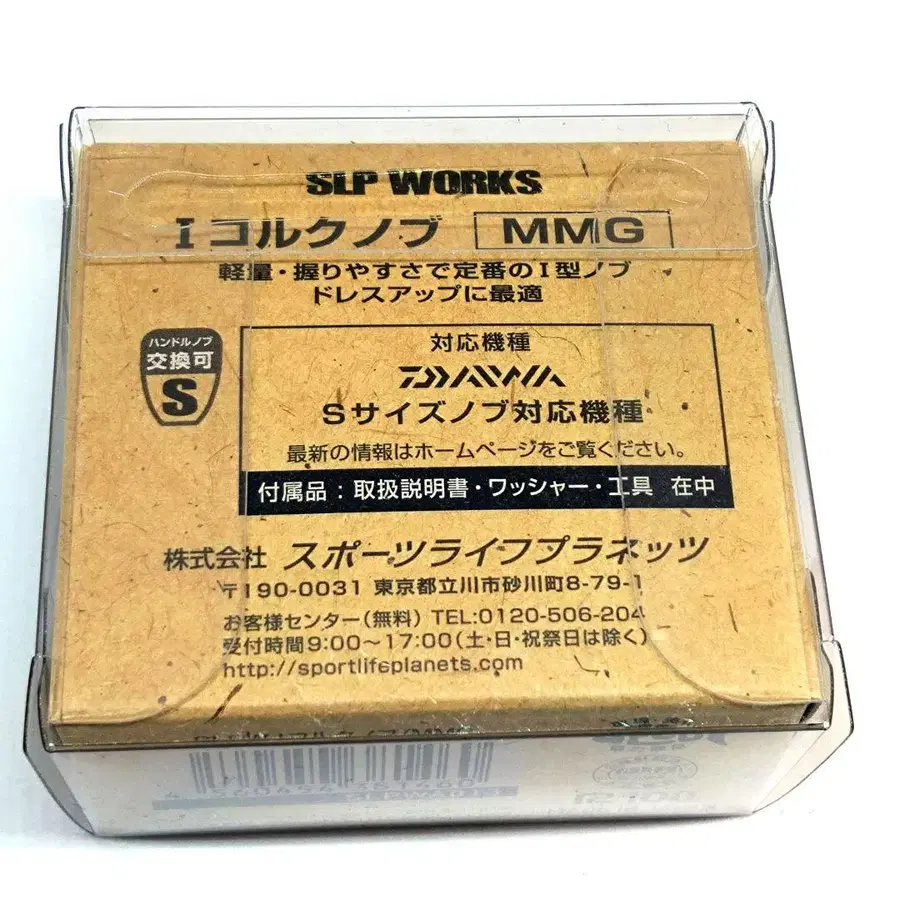 SLP WORKS
Iコルクノブ MMG
軽量・握りやすさで定番のI型ノブ
ドレスアップに最適
ハンドルノブ
交換可
S
対応機種
DAIWA
Sサイズノブ対応機種
最新の情報はホームページをご覧ください。
付属品:取扱説明書・ワッシャー・工具 在中
株式会社 スポーツライフプラネッツ
〒190-0031 東京都立川市砂川町8-79-1
お客様センター(無料) TEL:0120-506-204
受付時間9:00〜17:00(土・日・祝祭日は除く)
http://sportlifeplanets.com